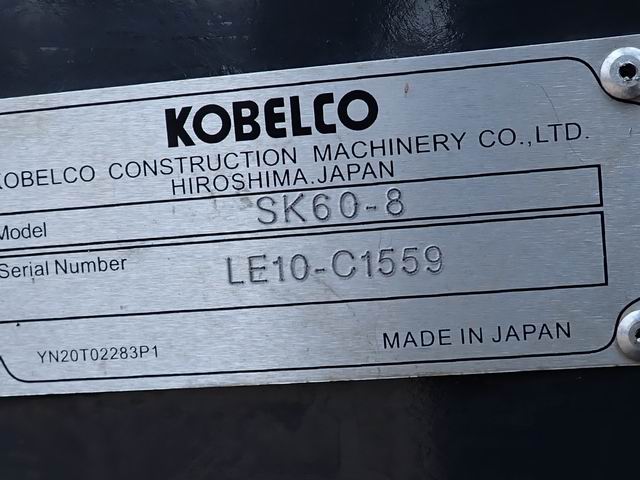 KOBELCO
KOBELCO CONSTRUCTION MACHINERY CO.,LTD.
HIROSHIMA.JAPAN
Model SK60-8
Serial Number LE10-C1559
YN20T02283P1 MADE IN JAPAN